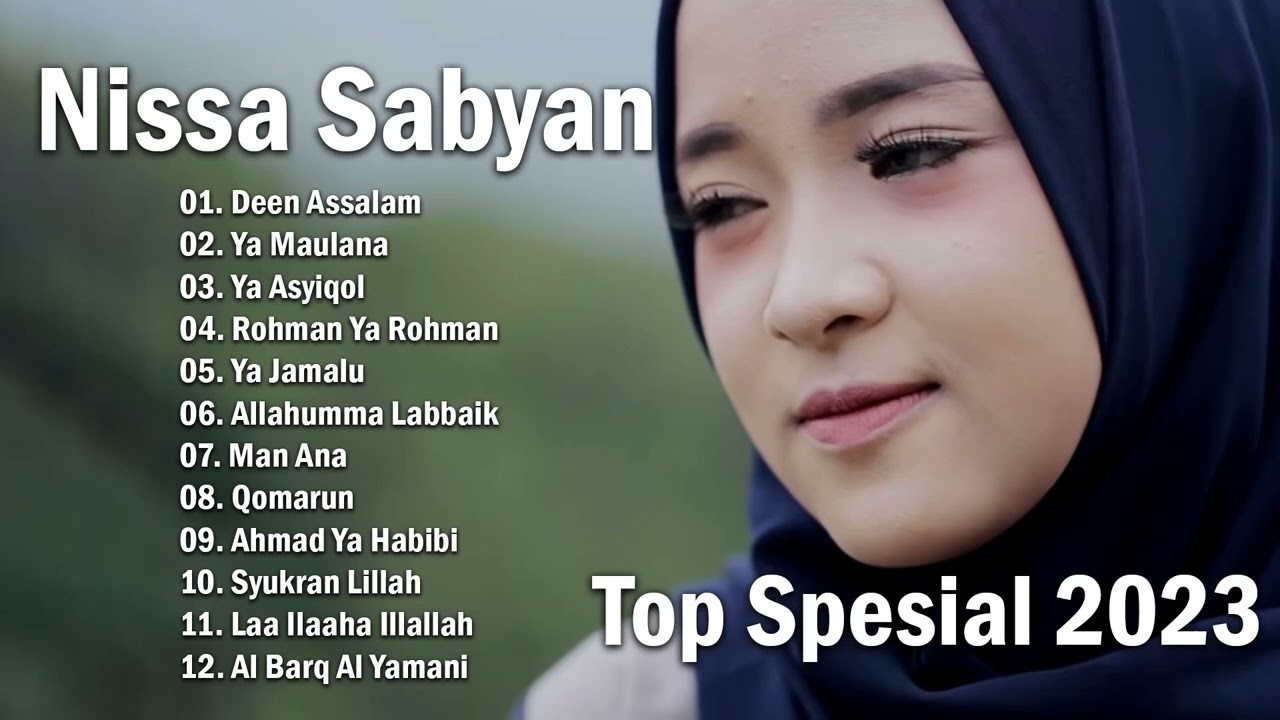 Nissa Sabyan
01. Deen Assalam
02. Ya Maulana
03. Ya Asyiqol
04. Rohman Ya Rohman
05. Ya Jamalu
06. Allahumma Labbaik
07. Man Ana
08. Qomarun
09. Ahmad Ya Habibi
10. Syukran Lillah
11. Laa Ilaaha Illallah
12. Al Barq Al Yamani
Top Spesial 2023